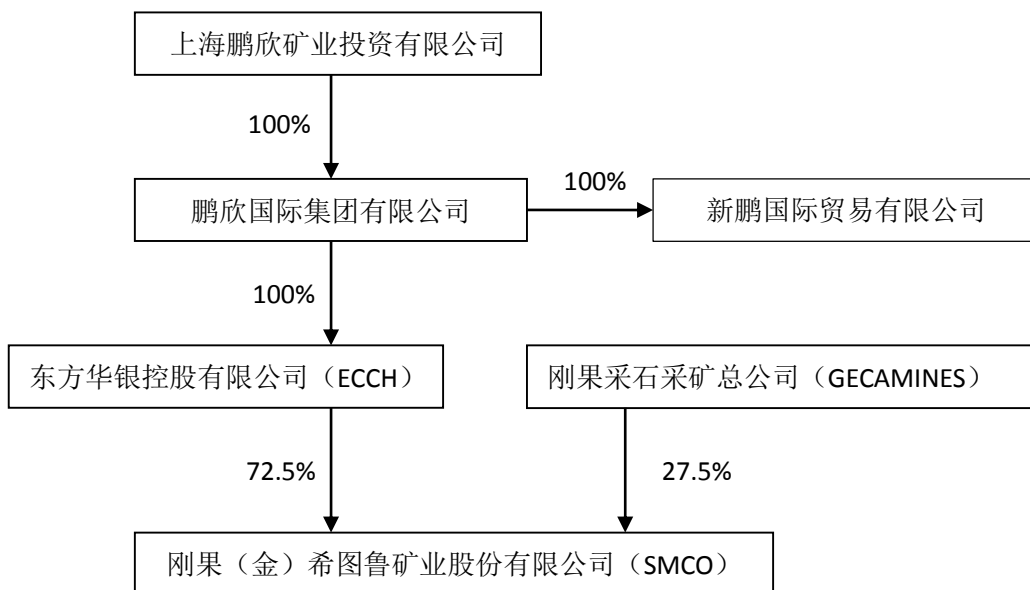 上海鹏欣矿业投资有限公司
100%
鹏欣国际集团有限公司
100%
新鹏国际贸易有限公司
100%
东方华银控股有限公司（ECCH）
刚果采石采矿总公司（GECAMINES）
72.5%
27.5%
刚果（金）希图鲁矿业股份有限公司（SMCO）